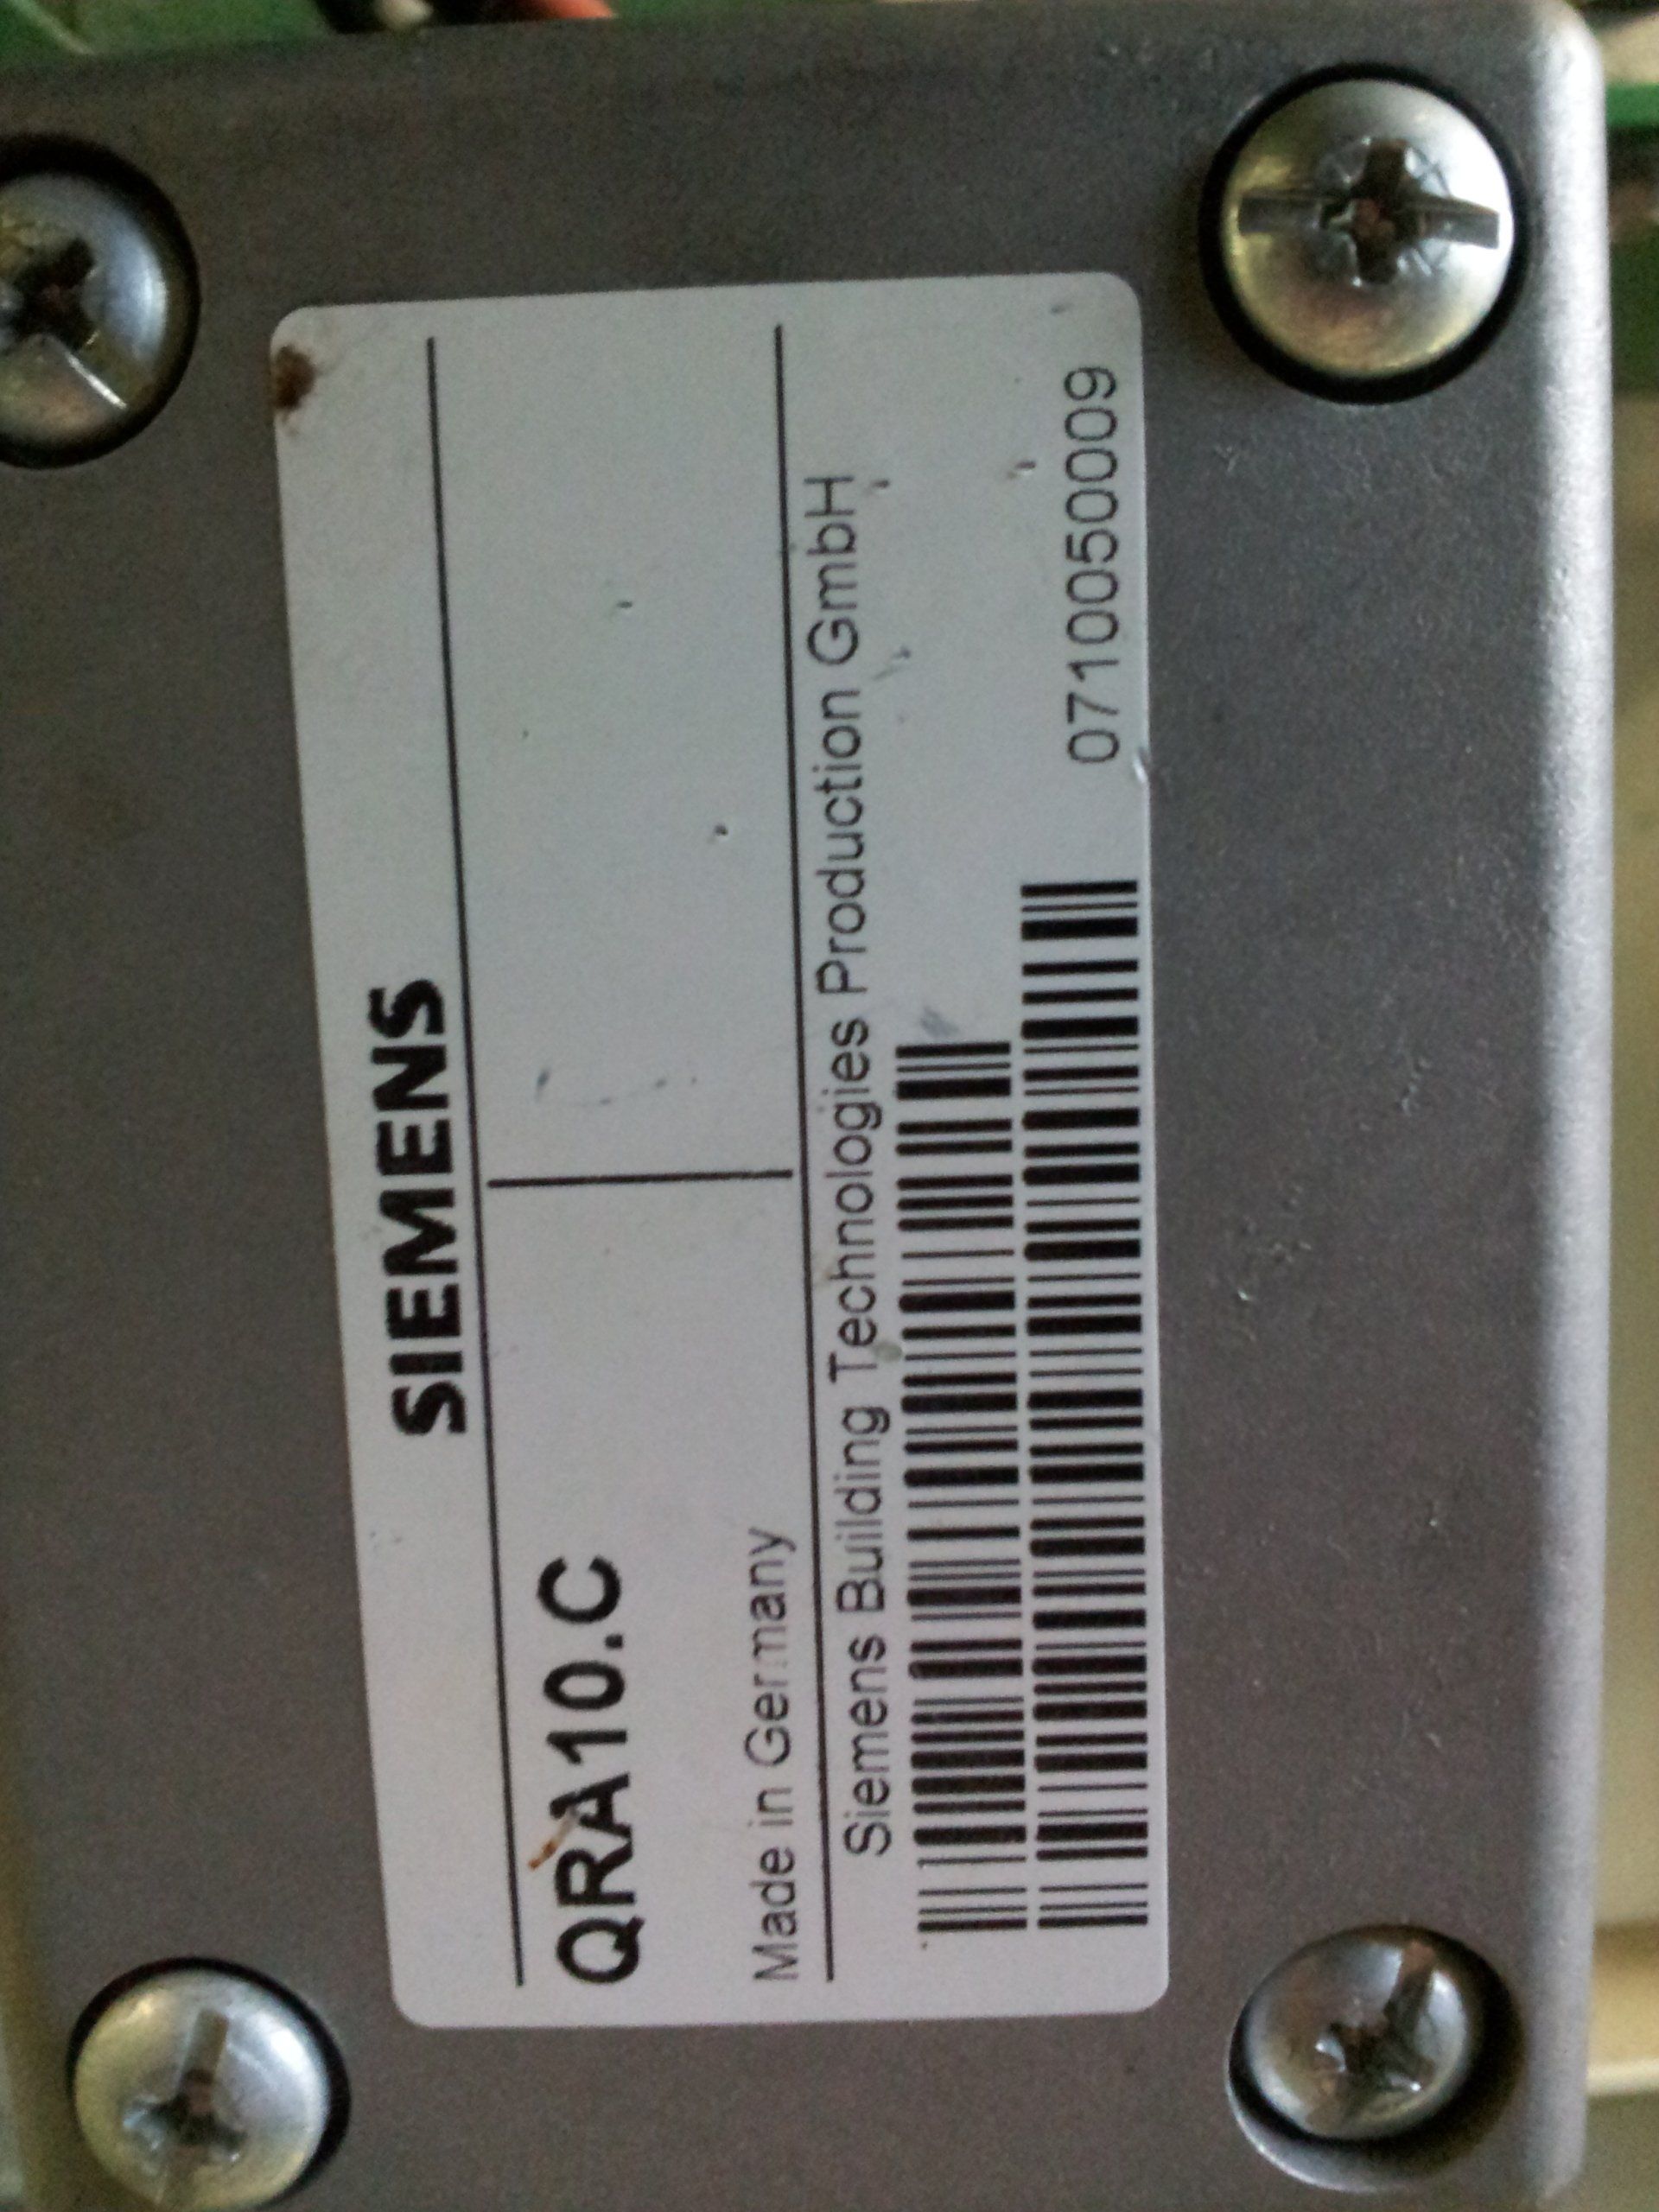 SIEMENS
QRA10.C
Made in Germany
Siemens Building Technologies Production GmbH
0710050009